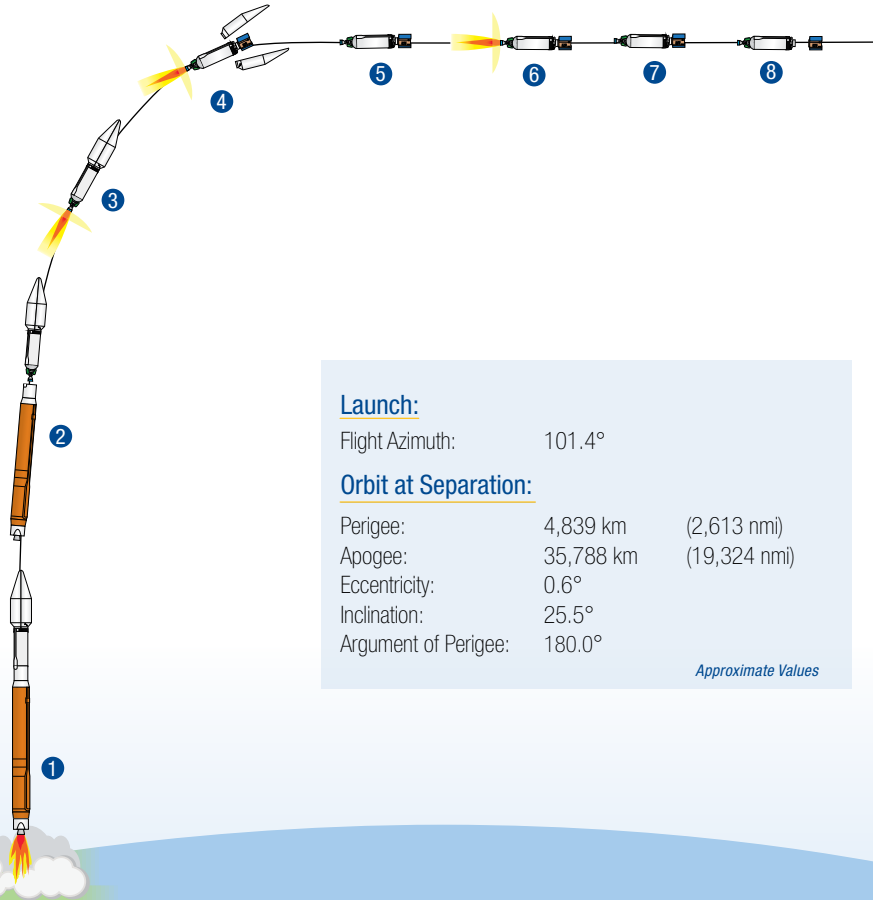 4
5
6
7
8
3
2
1
Launch:
Flight Azimuth: 101.4°
Orbit at Separation:
Perigee: 4,839 km (2,613 nmi)
Apogee: 35,788 km (19,324 nmi)
Eccentricity: 0.6°
Inclination: 25.5°
Argument of Perigee: 180.0°
Approximate Values